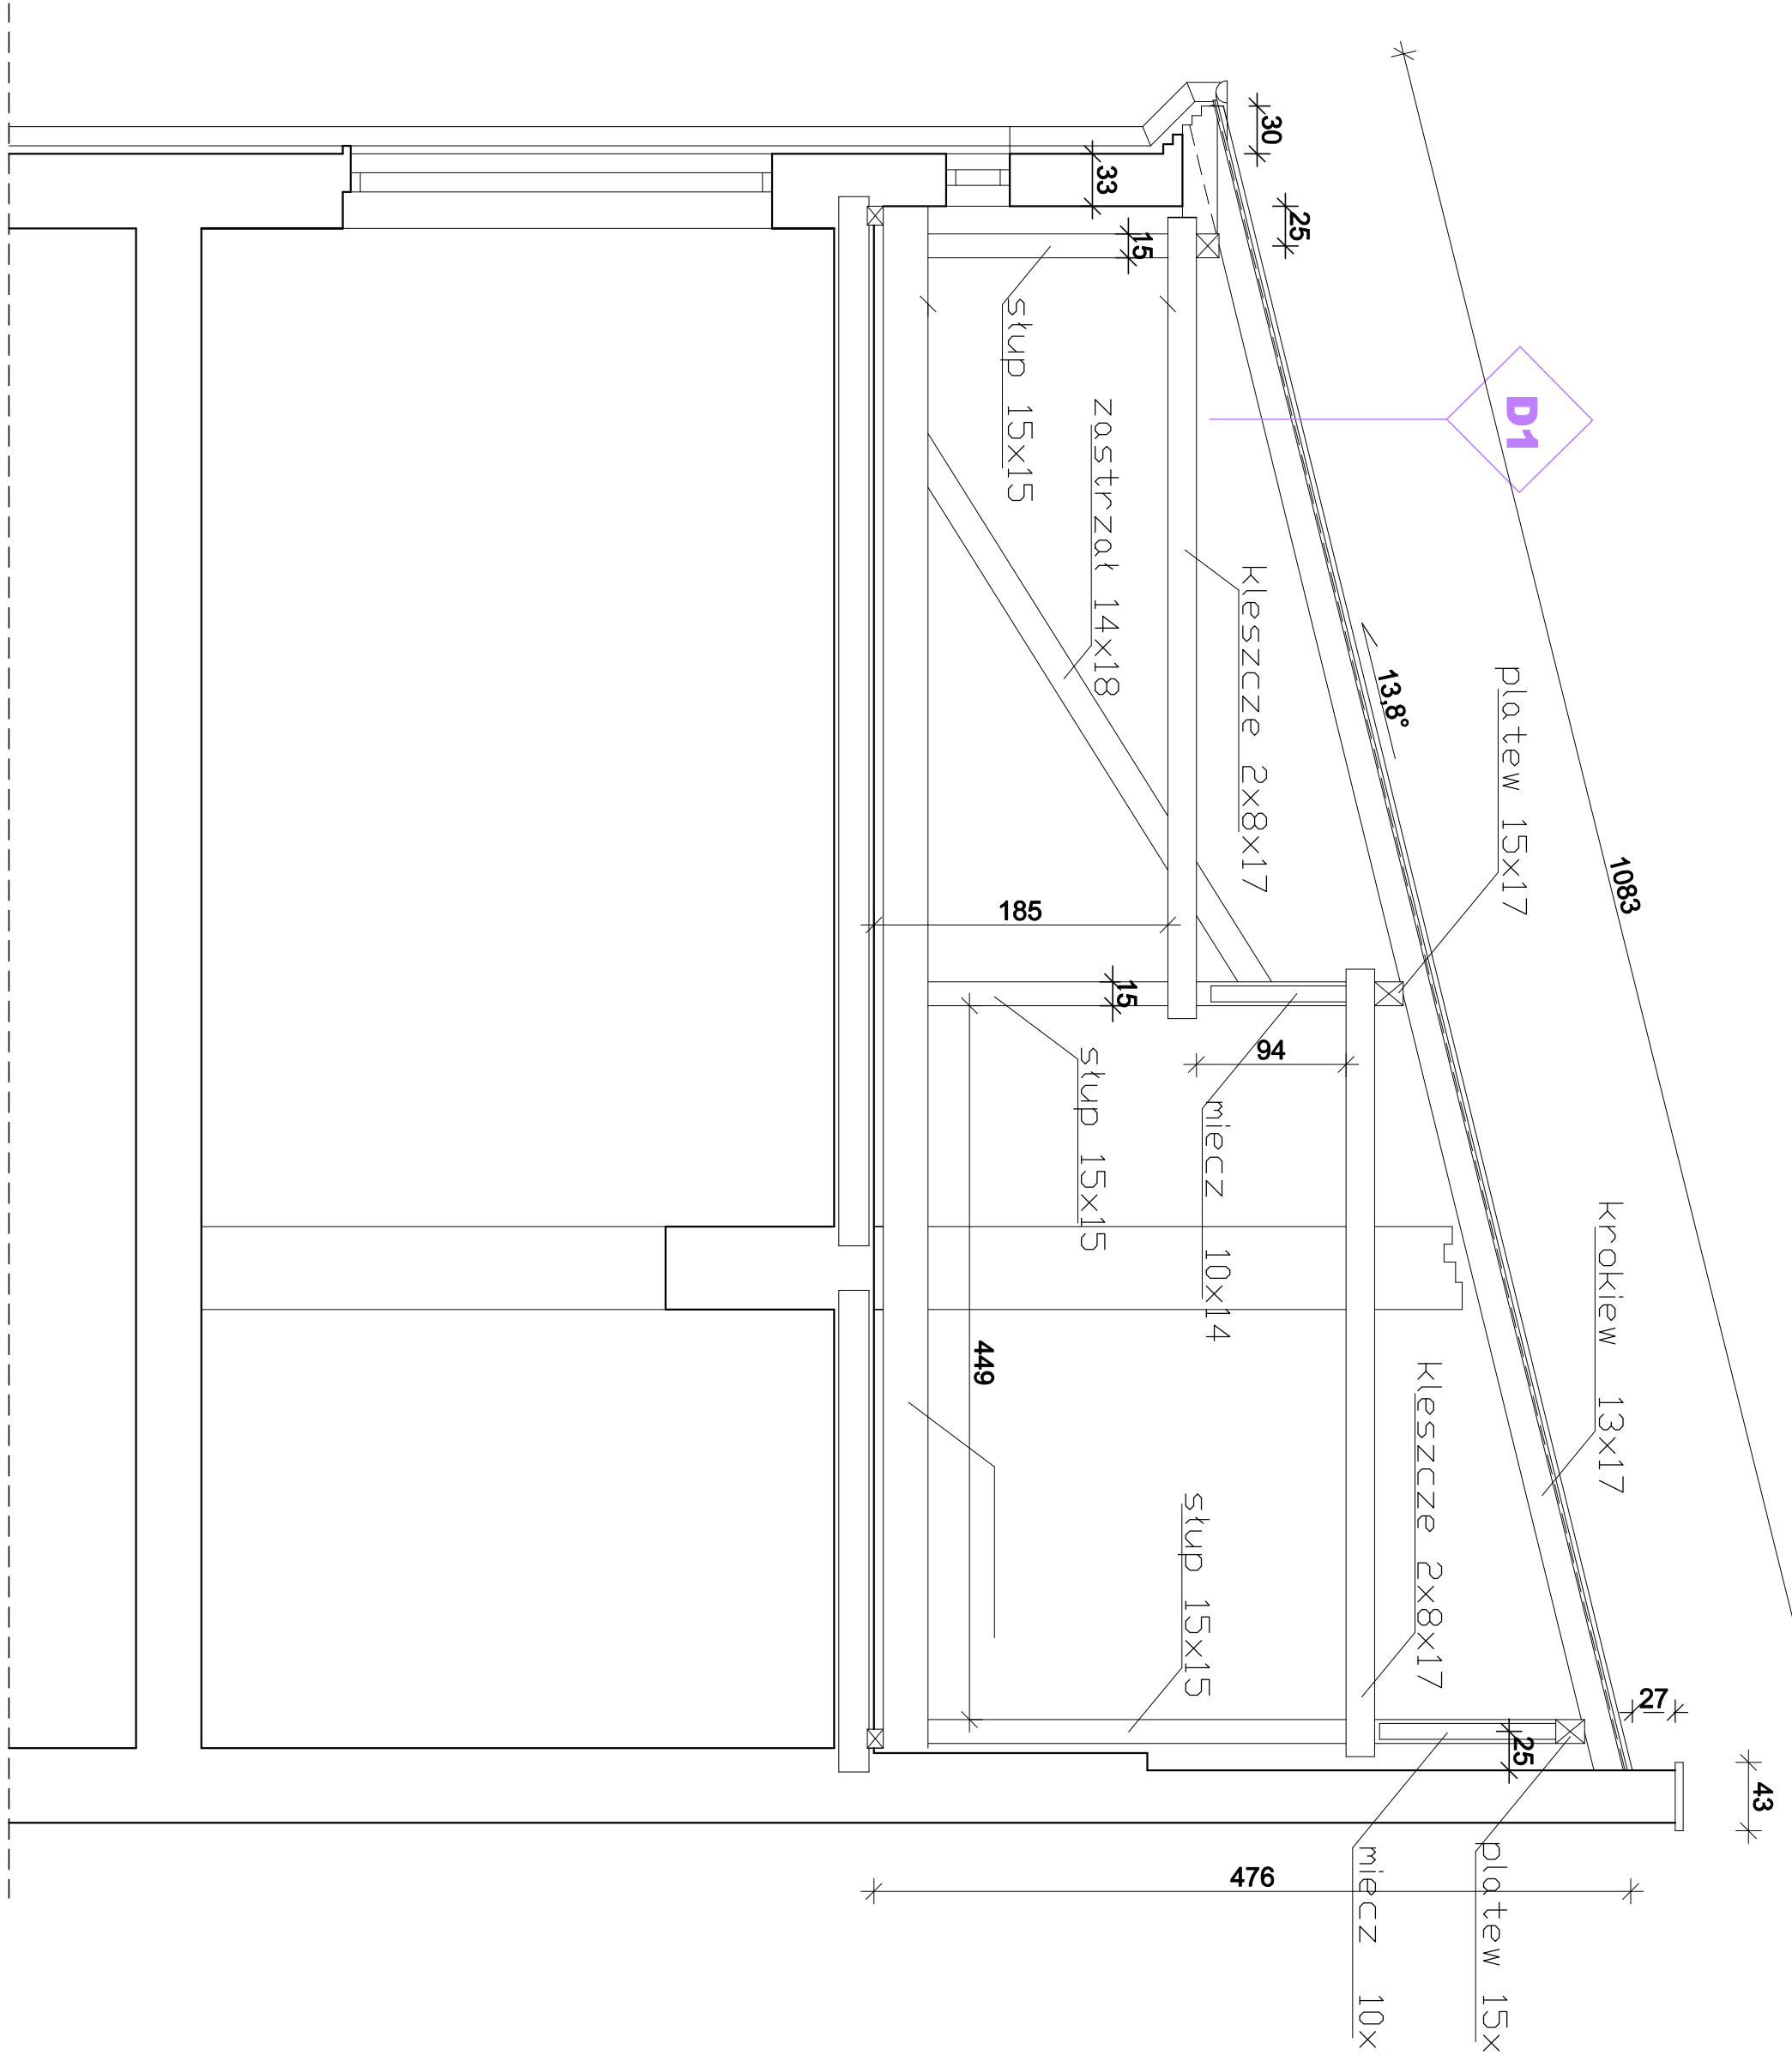 30
33
25
15
słup 15x15
zastrzał 14x18
D1
kleszcze 2x8x17
13,8°
płatew 15x17
1083
185
15
94
słup 15x15
miecz 10x14
krokiew 13x17
449
kleszcze 2x8x17
słup 15x15
27
25
43
476
miecz 10x
płatew 15x